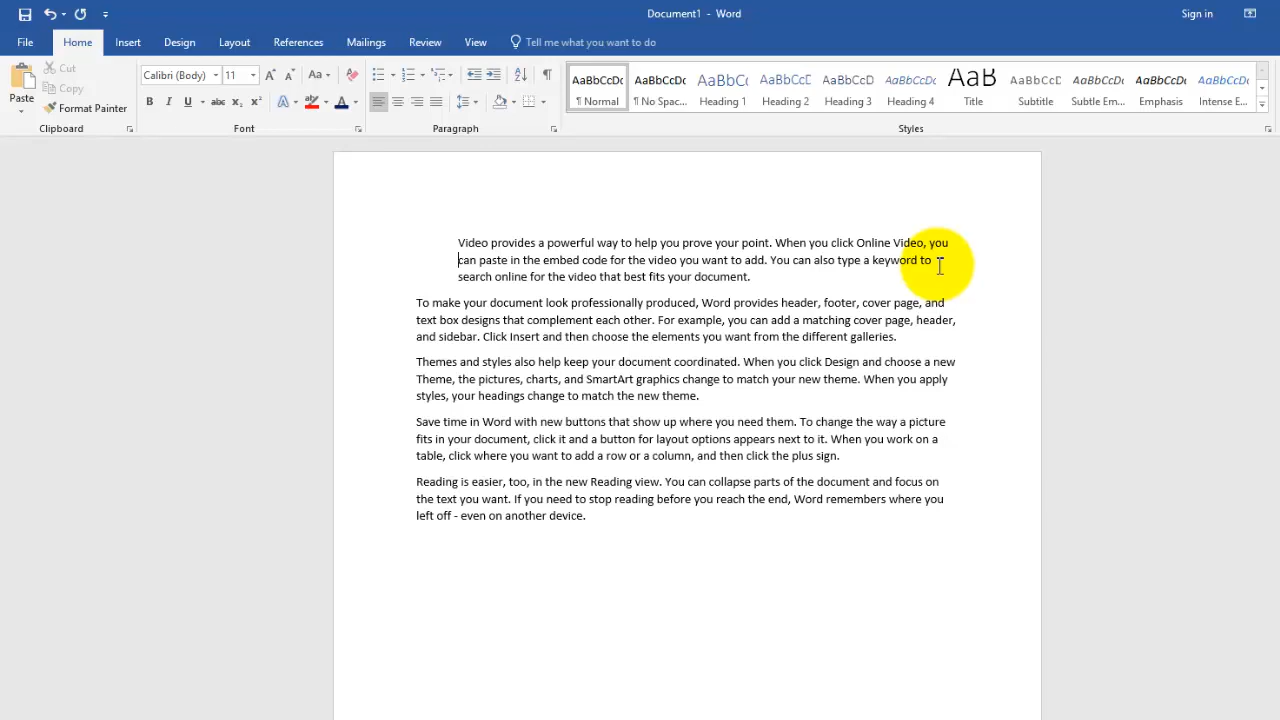 Document1 - Word
Sign in
File Home Insert Design Layout References Mailings Review View Tell me what you want to do
Paste
Cut
Copy
Format Painter
Clipboard
Calibri (Body) 11 Aa
B I U abc x₂ x² A A
Font
Paragraph
AaBbCcDc AaBbCcDc AaBbC AaBbCcD AaBbCcD AaBbCcDc AaB AaBbCcD AaBbCcDc AaBbCcDc AaBbCcDc
¶ Normal ¶ No Spac... Heading 1 Heading 2 Heading 3 Heading 4 Title Subtitle Subtle Em... Emphasis Intense E...
Styles
Video provides a powerful way to help you prove your point. When you click Online Video, you
can paste in the embed code for the video you want to add. You can also type a keyword to
search online for the video that best fits your document.
To make your document look professionally produced, Word provides header, footer, cover page, and
text box designs that complement each other. For example, you can add a matching cover page, header,
and sidebar. Click Insert and then choose the elements you want from the different galleries.
Themes and styles also help keep your document coordinated. When you click Design and choose a new
Theme, the pictures, charts, and SmartArt graphics change to match your new theme. When you apply
styles, your headings change to match the new theme.
Save time in Word with new buttons that show up where you need them. To change the way a picture
fits in your document, click it and a button for layout options appears next to it. When you work on a
table, click where you want to add a row or a column, and then click the plus sign.
Reading is easier, too, in the new Reading view. You can collapse parts of the document and focus on
the text you want. If you need to stop reading before you reach the end, Word remembers where you
left off - even on another device.